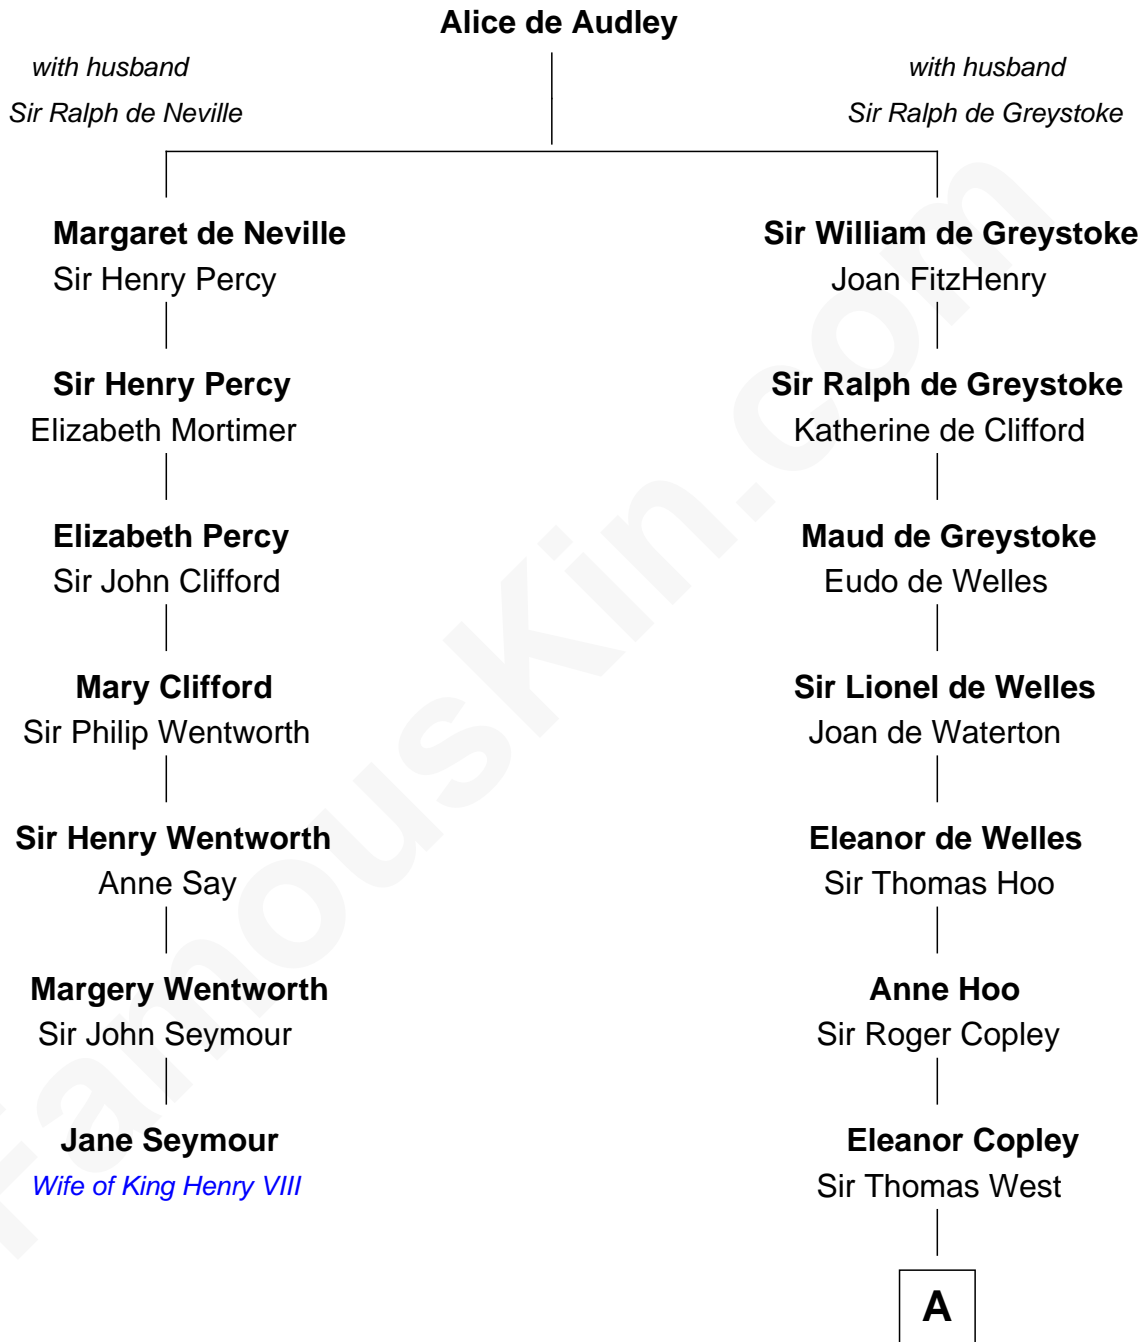 Alice de Audley
with husband
Sir Ralph de Neville
with husband
Sir Ralph de Greystoke
Margaret de Neville
Sir Henry Percy
Sir William de Greystoke
Joan FitzHenry
Sir Henry Percy
Elizabeth Mortimer
Sir Ralph de Greystoke
Katherine de Clifford
Elizabeth Percy
Sir John Clifford
Maud de Greystoke
Eudo de Welles
Mary Clifford
Sir Philip Wentworth
Sir Lionel de Welles
Joan de Waterton
Sir Henry Wentworth
Anne Say
Eleanor de Welles
Sir Thomas Hoo
Margery Wentworth
Sir John Seymour
Anne Hoo
Sir Roger Copley
Jane Seymour
Wife of King Henry VIII
Eleanor Copley
Sir Thomas West
A
FamousKin.com